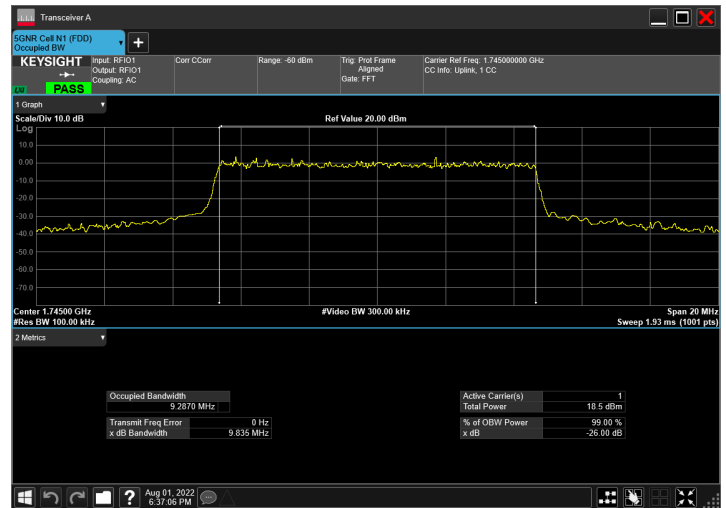 Transceiver A
5GNR Cell N1 (FDD)
Occupied BW
KEYSIGHT
PASS
Input: RFIO1
Output: RFIO1
Coupling: AC
Corr CCorr
Range: -60 dBm
Trig: Prot Frame
Aligned
Gate: FFT
Carrier Ref Freq: 1.745000000 GHz
CC Info: Uplink, 1 CC
1 Graph
Scale/Div 10.0 dB
Ref Value 20.00 dBm
Log
10.0
0.00
-10.0
-20.0
-30.0
-40.0
-50.0
-60.0
-70.0
Center 1.74500 GHz
#Video BW 300.00 kHz
Span 20 MHz
#Res BW 100.00 kHz
Sweep 1.93 ms (1001 pts)
2 Metrics
Occupied Bandwidth
9.2870 MHz
Transmit Freq Error 0 Hz
x dB Bandwidth 9.835 MHz
Active Carrier(s) 1
Total Power 18.5 dBm
% of OBW Power 99.00 %
x dB -26.00 dB
?
Aug 01, 2022
6:37:06 PM